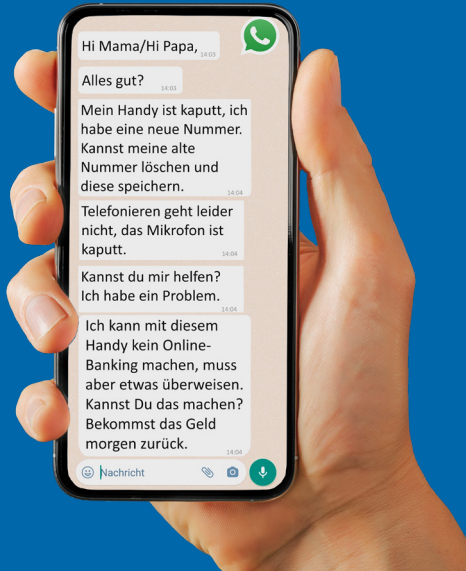 Hi Mama/Hi Papa,
14:03
Alles gut?
14:03
Mein Handy ist kaputt, ich
habe eine neue Nummer.
Kannst meine alte
Nummer löschen und
diese speichern.
14:04
Telefonieren geht leider
nicht, das Mikrofon ist
kaputt.
14:04
Kannst du mir helfen?
Ich habe ein Problem.
14:04
Ich kann mit diesem
Handy kein Online-
Banking machen, muss
aber etwas überweisen.
Kannst Du das machen?
Bekommst das Geld
morgen zurück.
14:04
Nachricht